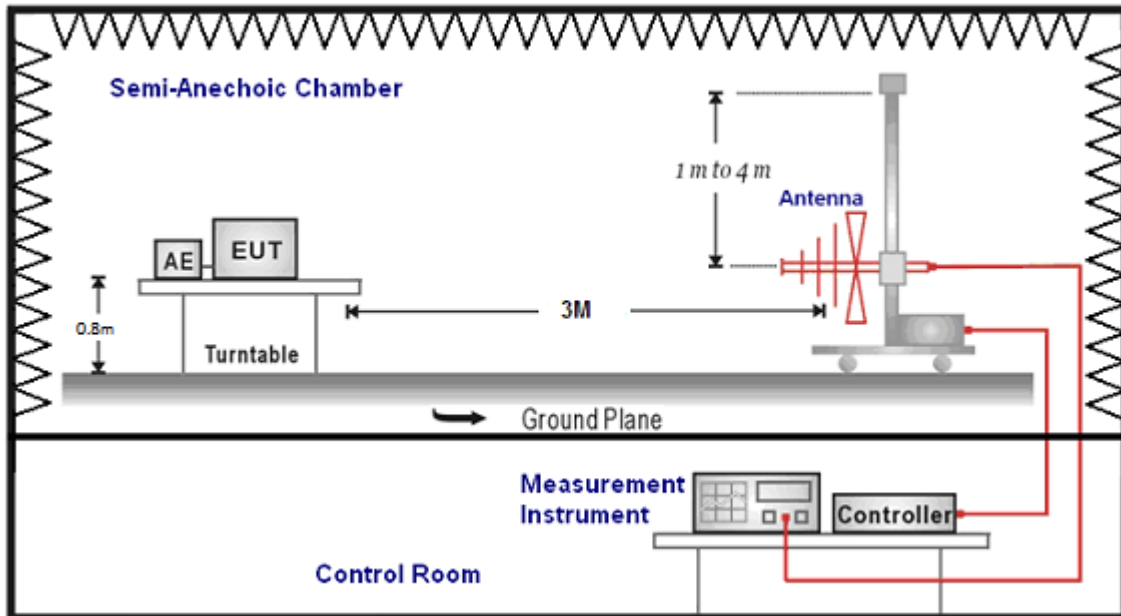 Semi-Anechoic Chamber
1 m to 4 m
Antenna
AE
EUT
0.8m
3M
Turntable
Ground Plane
Measurement
Instrument
Controller
Control Room